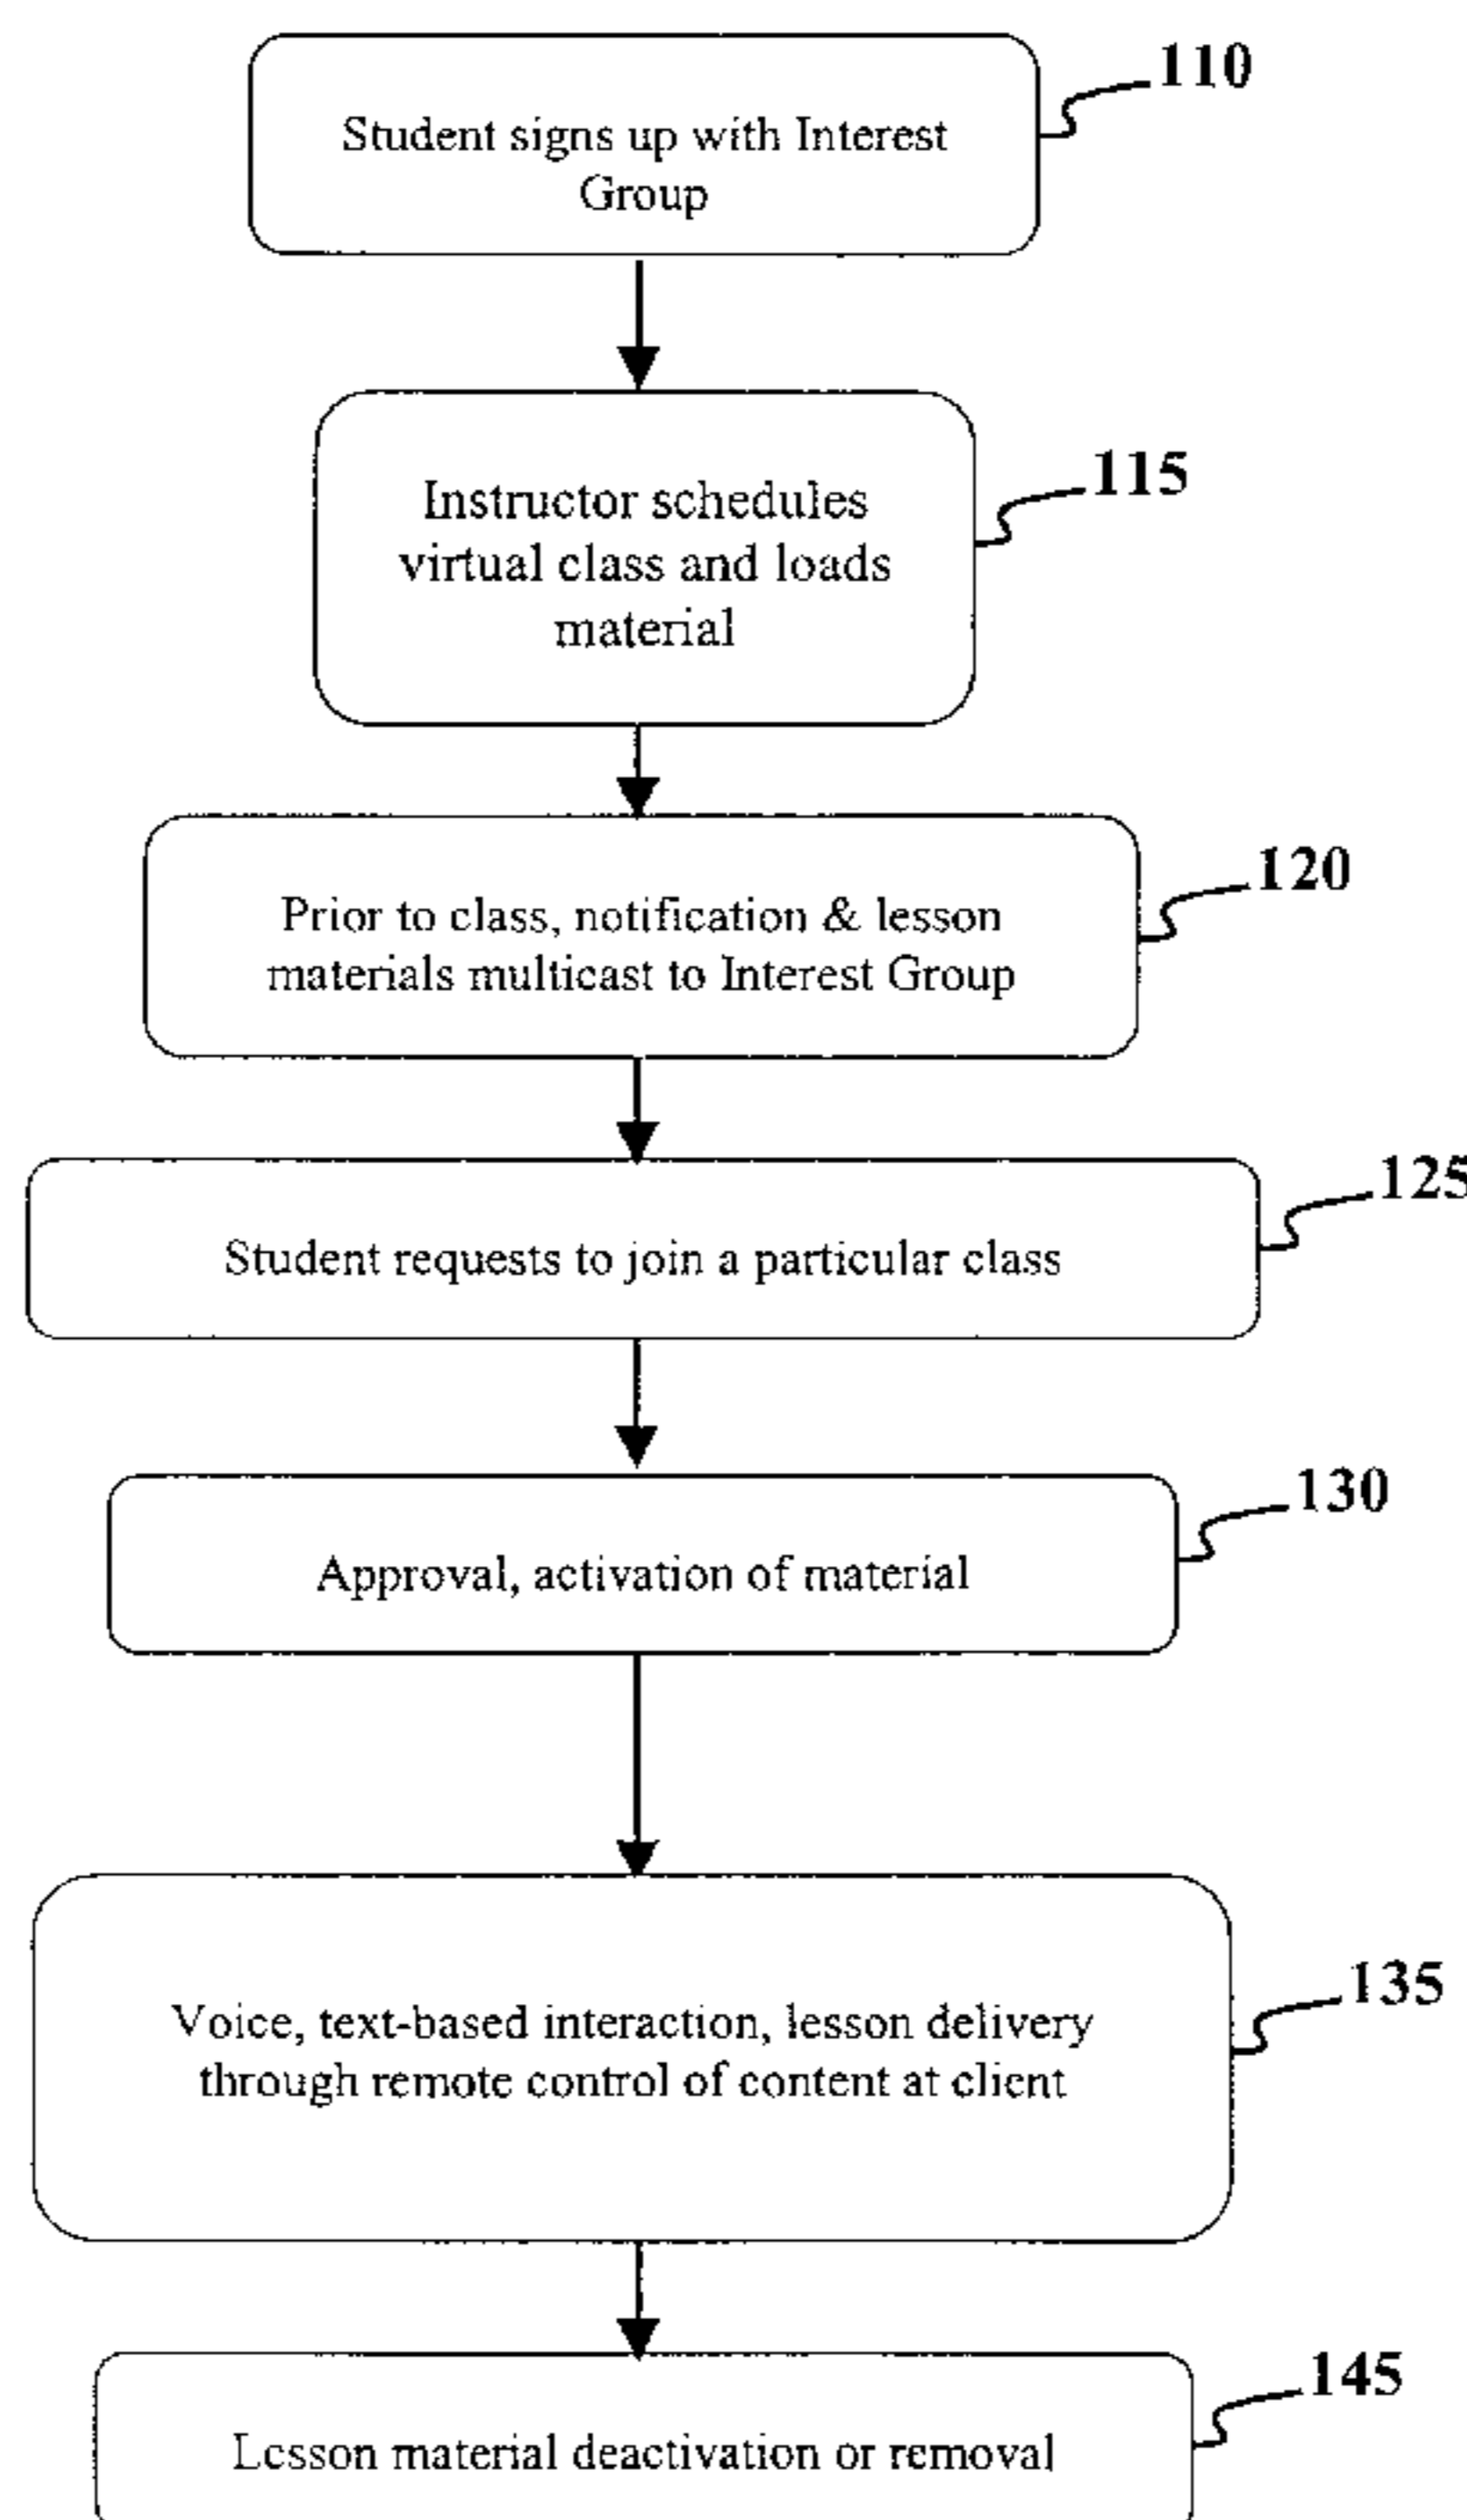 110
Student signs up with Interest
Group
115
Instructor schedules
virtual class and loads
material
120
Prior to class, notification & lesson
materials multicast to Interest Group
125
Student requests to join a particular class
130
Approval, activation of material
135
Voice, text-based interaction, lesson delivery
through remote control of content at client
145
Lesson material deactivation or removal